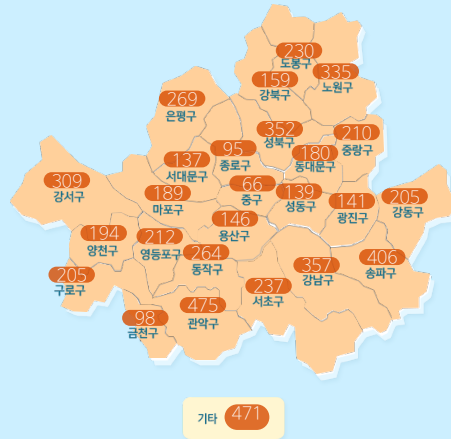 230
도봉구
159
강북구
335
노원구
269
은평구
352
성북구
210
중랑구
95
종로구
180
동대문구
137
서대문구
309
강서구
189
마포구
66
중구
139
성동구
141
광진구
205
강동구
146
용산구
194
양천구
212
영등포구
264
동작구
406
송파구
357
강남구
205
구로구
237
서초구
475
관악구
98
금천구
기타 471